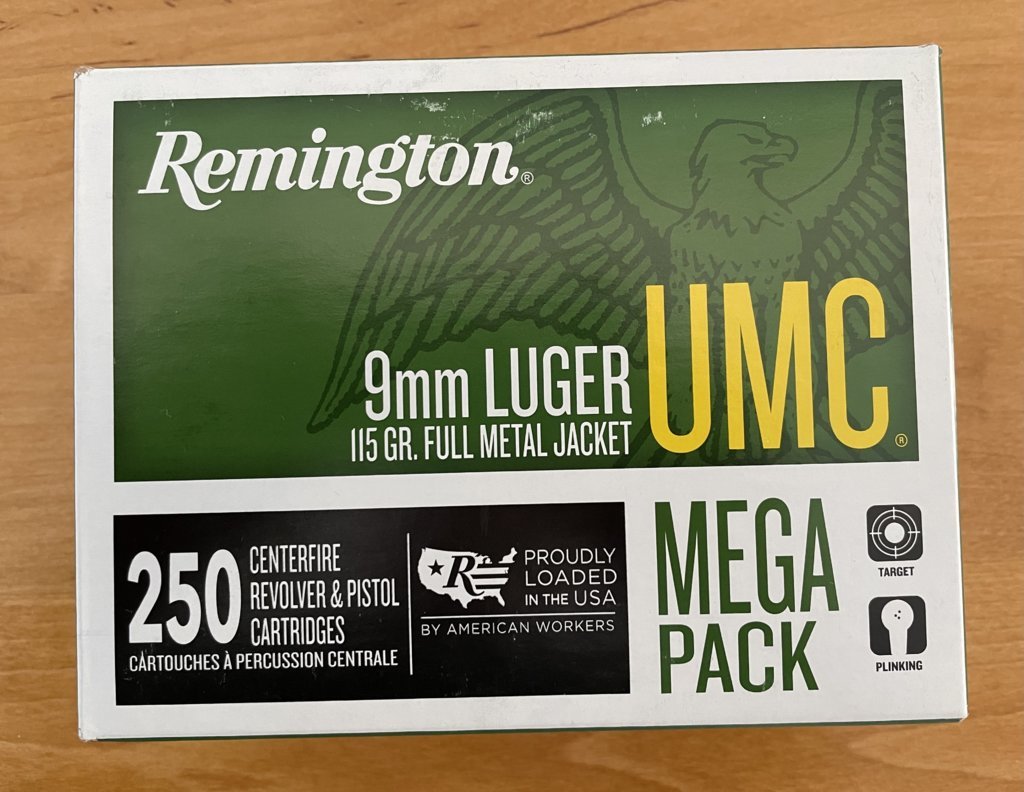 Remington®
9mm LUGER
115 GR. FULL METAL JACKET
UMC®
250
CENTERFIRE
REVOLVER & PISTOL
CARTRIDGES
CARTOUCHES À PERCUSSION CENTRALE
R
PROUDLY
LOADED
IN THE USA
BY AMERICAN WORKERS
MEGA
PACK
TARGET
PLINKING